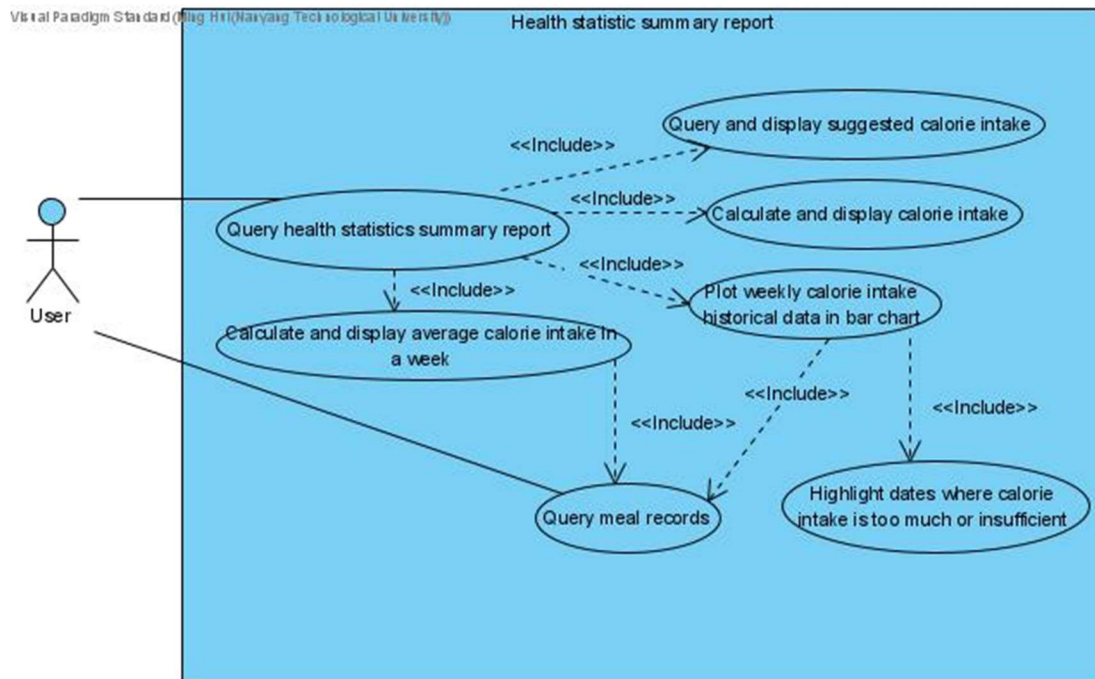 Visual Paradigm Standard(Ming Hui(Nanyang Technological University))
Health statistic summary report
Query and display suggested calorie intake
<<Include>>
<<Include>>
Calculate and display calorie intake
Query health statistics summary report
<<Include>>
<<Include>>
Plot weekly calorie intake
historical data in bar chart
User
Calculate and display average calorie intake in
a week
<<Include>>
<<Include>>
<<Include>>
Highlight dates where calorie
intake is too much or insufficient
Query meal records